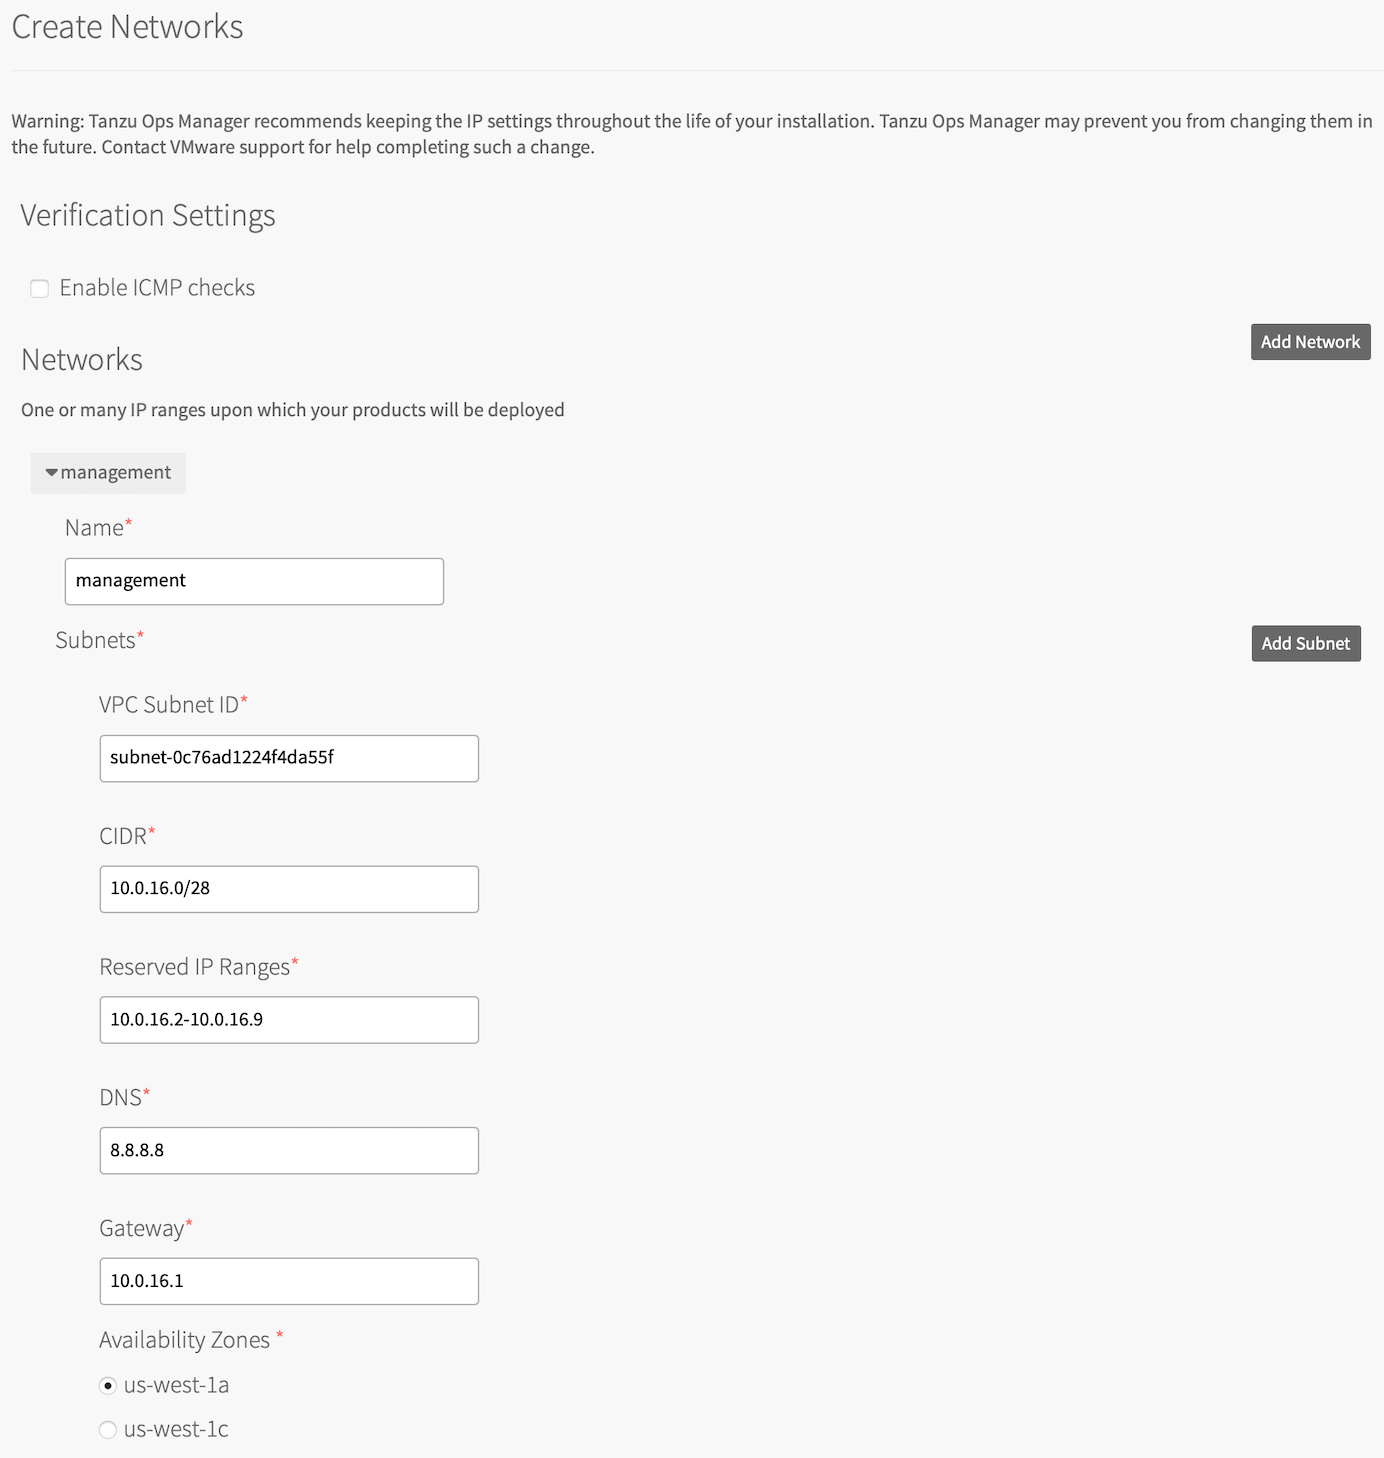 Create Networks
Warning: Tanzu Ops Manager recommends keeping the IP settings throughout the life of your installation. Tanzu Ops Manager may prevent you from changing them in
the future. Contact VMware support for help completing such a change.
Verification Settings
Enable ICMP checks
Add Network
Networks
One or many IP ranges upon which your products will be deployed
management
Name*
management
Subnets*
Add Subnet
VPC Subnet ID*
subnet-0c76ad1224f4da55f
CIDR*
10.0.16.0/28
Reserved IP Ranges*
10.0.16.2-10.0.16.9
DNS*
8.8.8.8
Gateway*
10.0.16.1
Availability Zones *
us-west-1a
us-west-1c